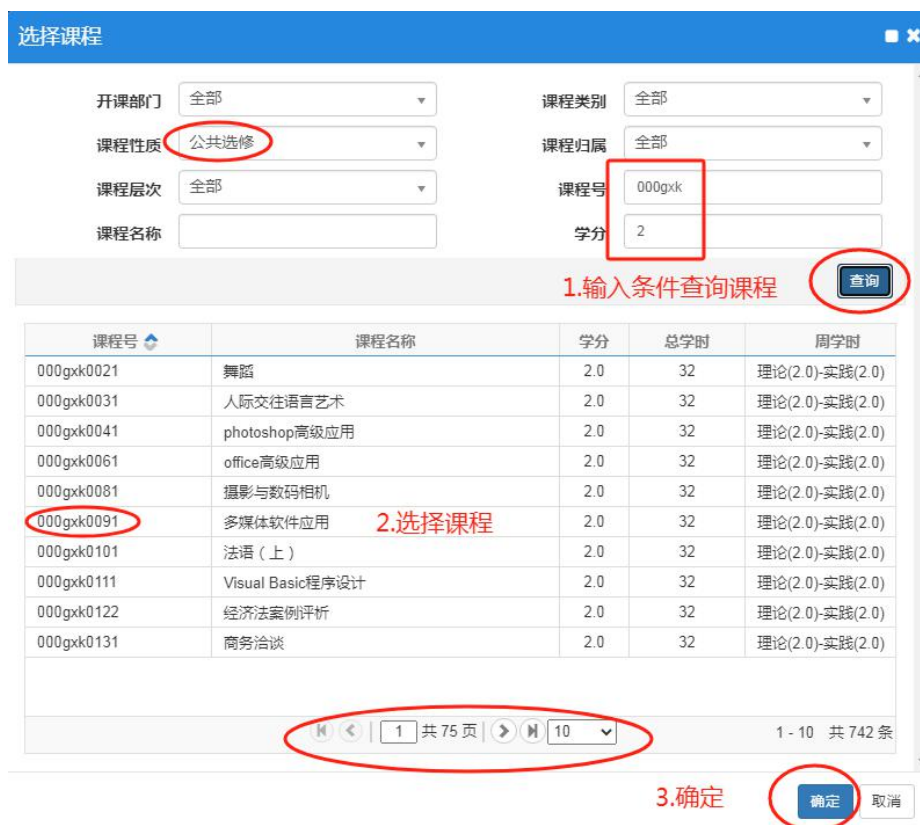 选择课程
开课部门 全部 课程类别 全部
课程性质 公共选修 课程归属 全部
课程层次 全部 课程号 000gxk
课程名称 学分 2
1.输入条件查询课程 查询
课程号 课程名称 学分 总学时 周学时
000gxk0021 舞蹈 2.0 32 理论(2.0)-实践(2.0)
000gxk0031 人际交往语言艺术 2.0 32 理论(2.0)-实践(2.0)
000gxk0041 photoshop高级应用 2.0 32 理论(2.0)-实践(2.0)
000gxk0061 office高级应用 2.0 32 理论(2.0)-实践(2.0)
000gxk0081 摄影与数码相机 2.0 32 理论(2.0)-实践(2.0)
000gxk0091 多媒体软件应用 2.选择课程 2.0 32 理论(2.0)-实践(2.0)
000gxk0101 法语（上） 2.0 32 理论(2.0)-实践(2.0)
000gxk0111 Visual Basic程序设计 2.0 32 理论(2.0)-实践(2.0)
000gxk0122 经济法案例评析 2.0 32 理论(2.0)-实践(2.0)
000gxk0131 商务洽谈 2.0 32 理论(2.0)-实践(2.0)
1 共 75 页 10 1 - 10 共 742 条
3.确定 确定 取消